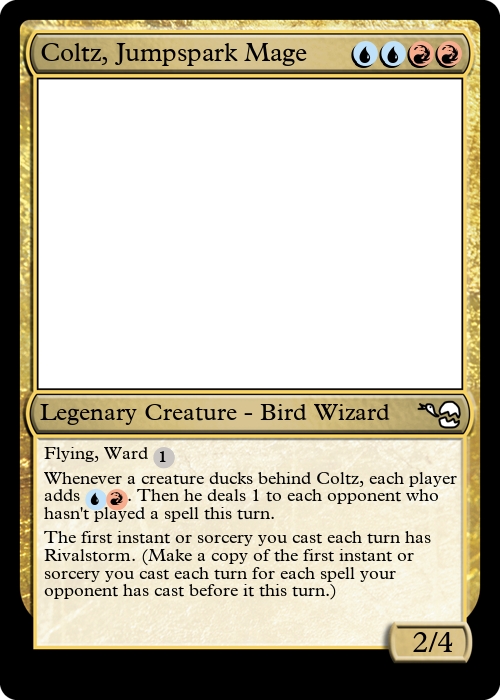 Coltz, Jumpspark Mage
Legenary Creature - Bird Wizard
Flying, Ward 1
Whenever a creature ducks behind Coltz, each player
adds . Then he deals 1 to each opponent who
hasn't played a spell this turn.
The first instant or sorcery you cast each turn has
Rivalstorm. (Make a copy of the first instant or
sorcery you cast each turn for each spell your
opponent has cast before it this turn.)
2/4